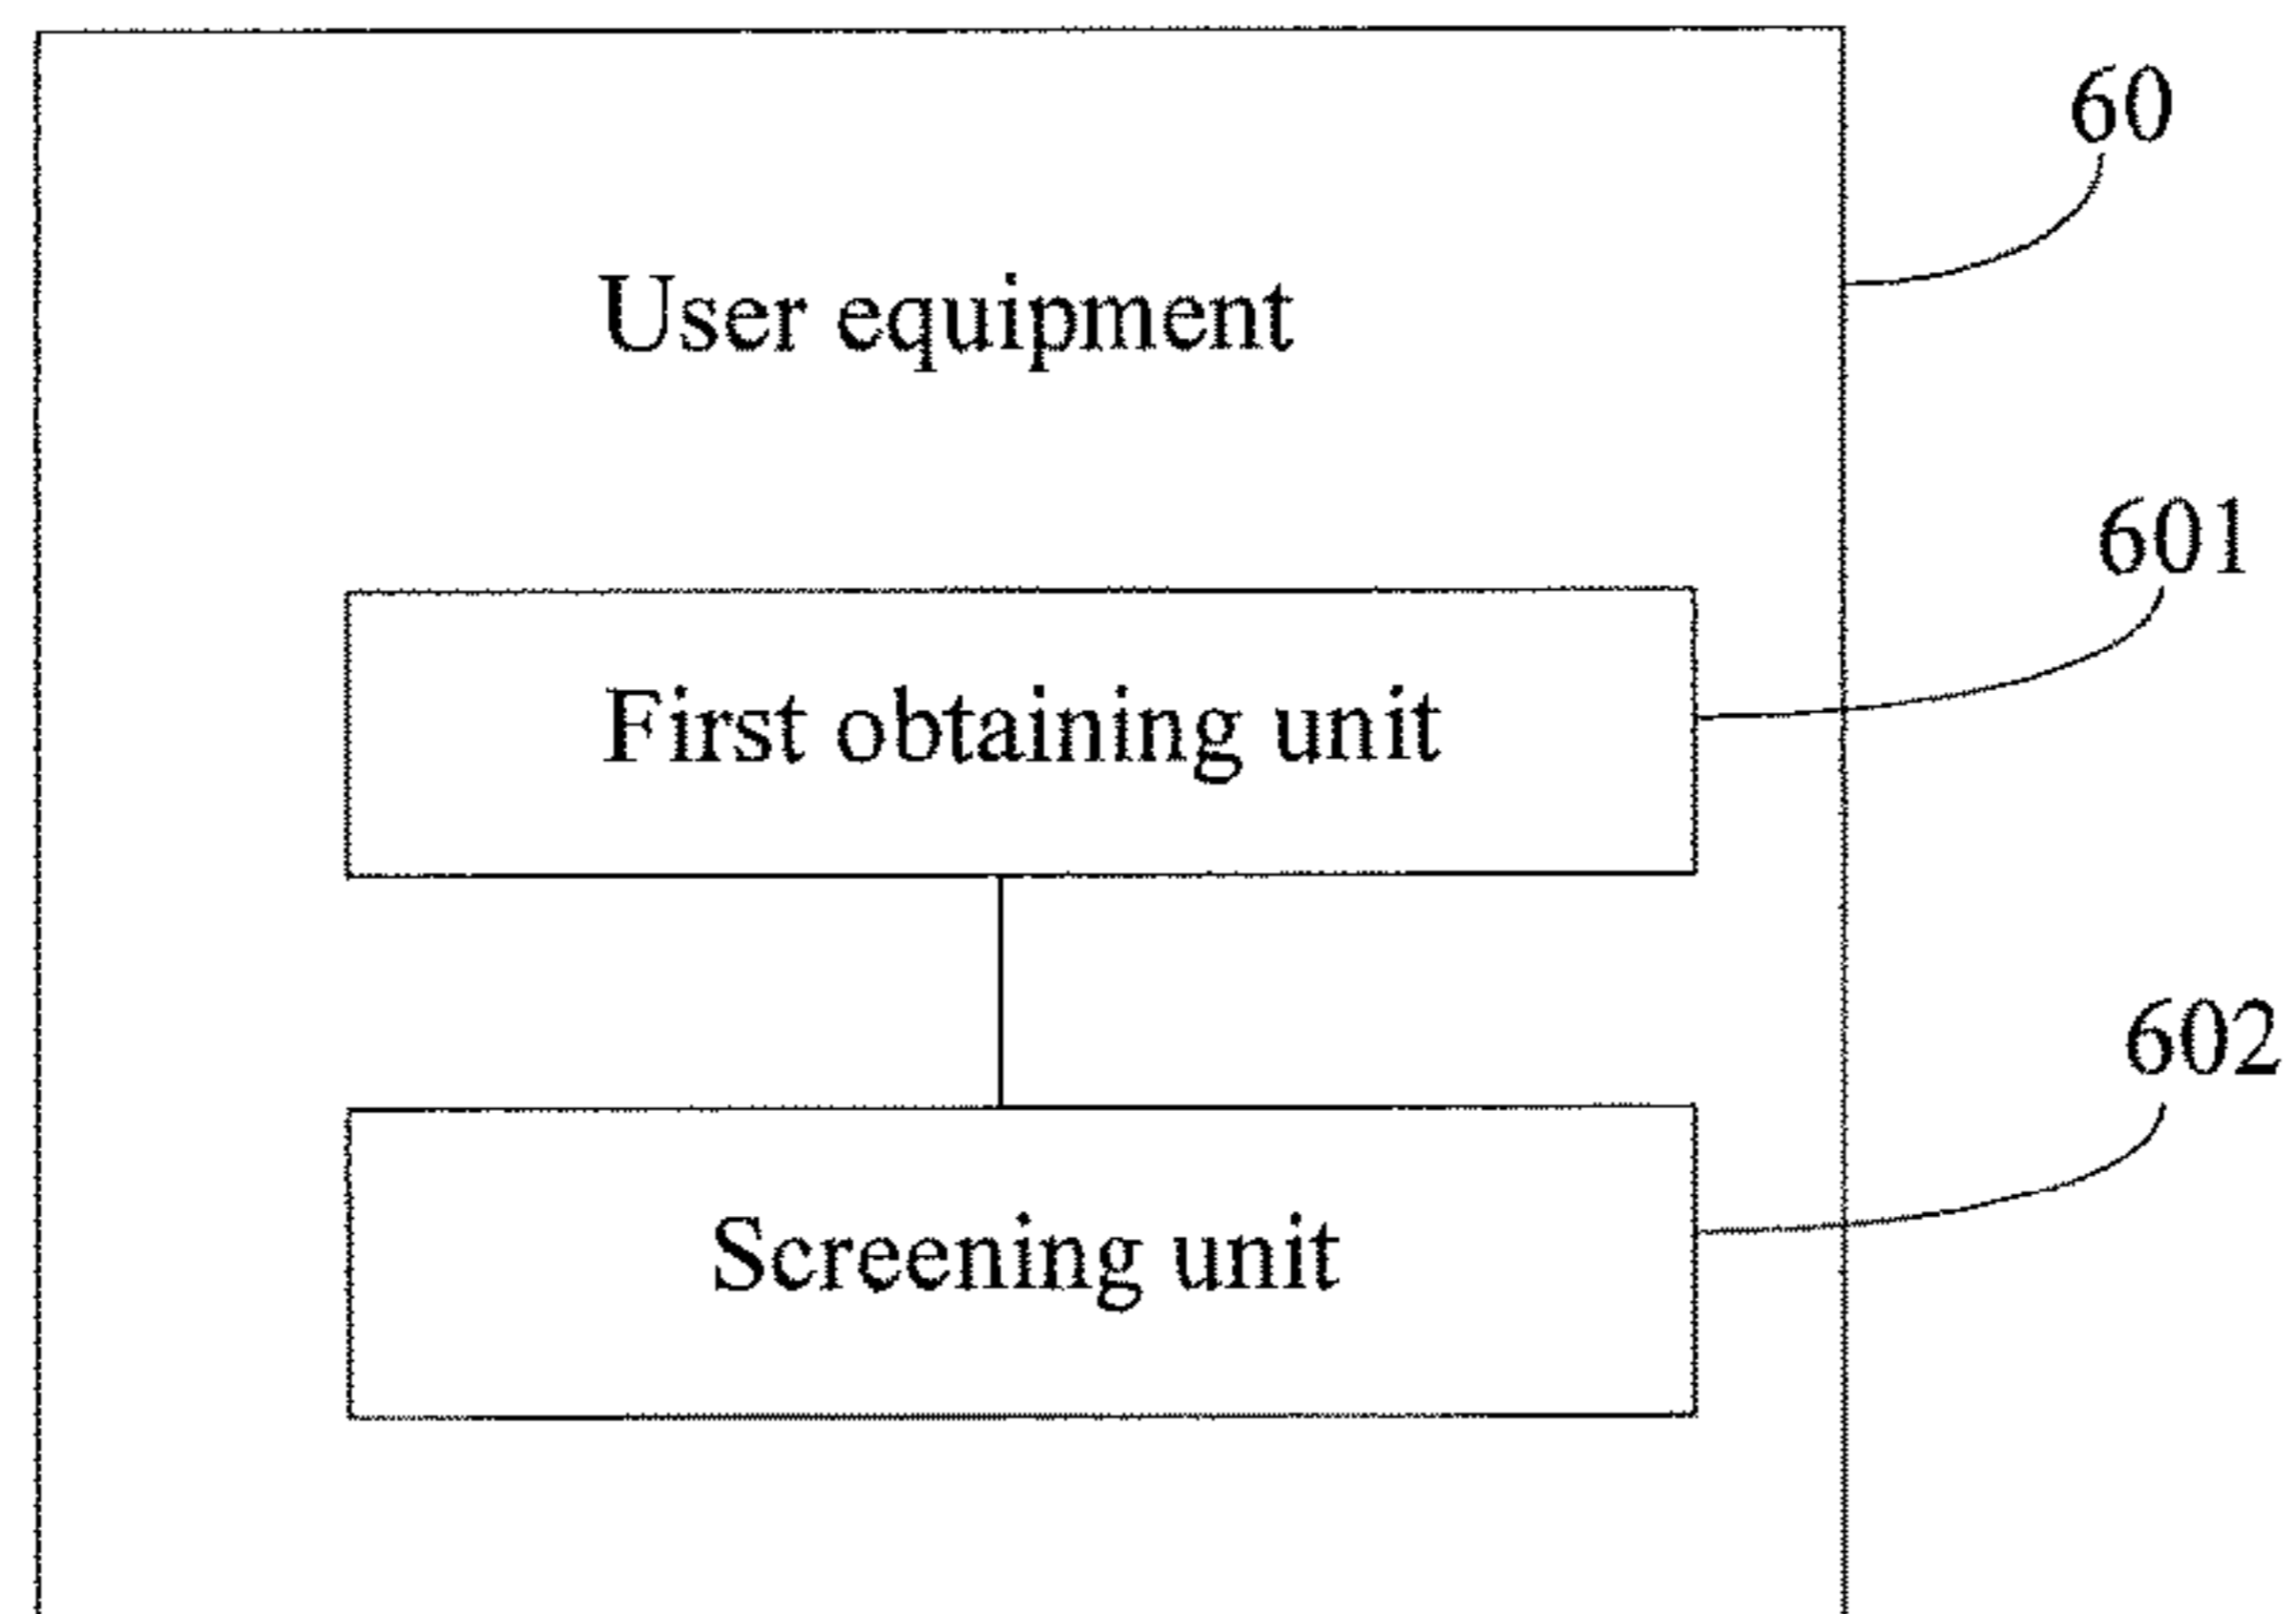 60
User equipment
601
First obtaining unit
602
Screening unit